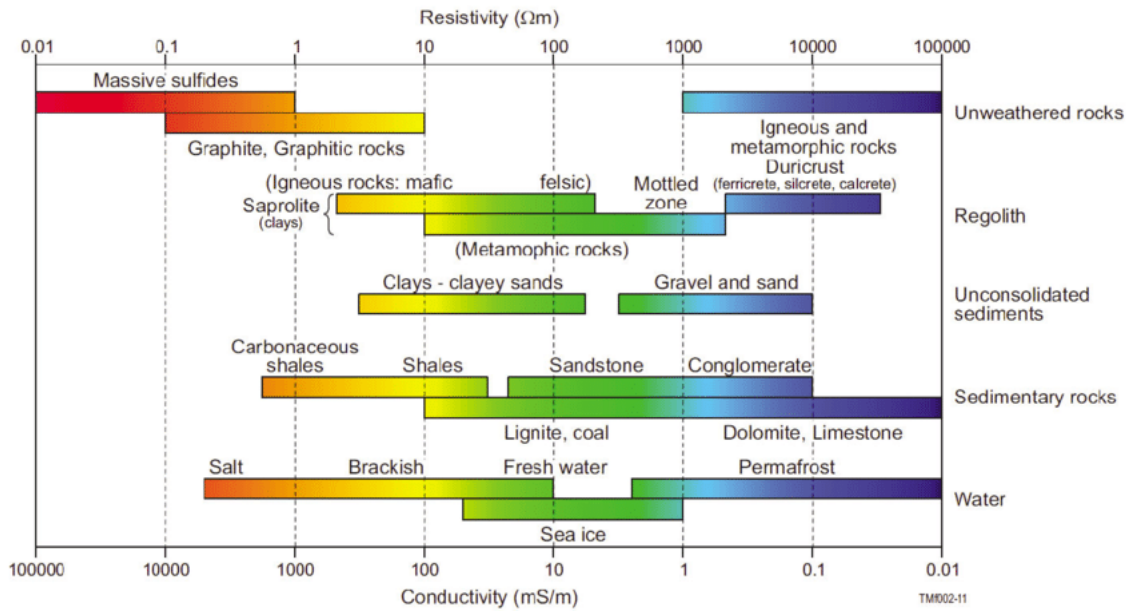 Resistivity (Ωm)
0.01 0.1 1 10 100 1000 10000 100000
Massive sulfides
Unweathered rocks
Graphite, Graphitic rocks
Igneous and
metamorphic rocks
Duricrust
(ferricrete, silcrete, calcrete)
(Igneous rocks: mafic felsic)
Mottled
zone
Saprolite
(clays)
Regolith
(Metamophic rocks)
Clays - clayey sands Gravel and sand
Unconsolidated
sediments
Carbonaceous
shales Shales Sandstone Conglomerate
Sedimentary rocks
Lignite, coal Dolomite, Limestone
Salt Brackish Fresh water Permafrost
Water
Sea ice
100000 10000 1000 100 10 1 0.1 0.01
Conductivity (mS/m)
TMf002-11